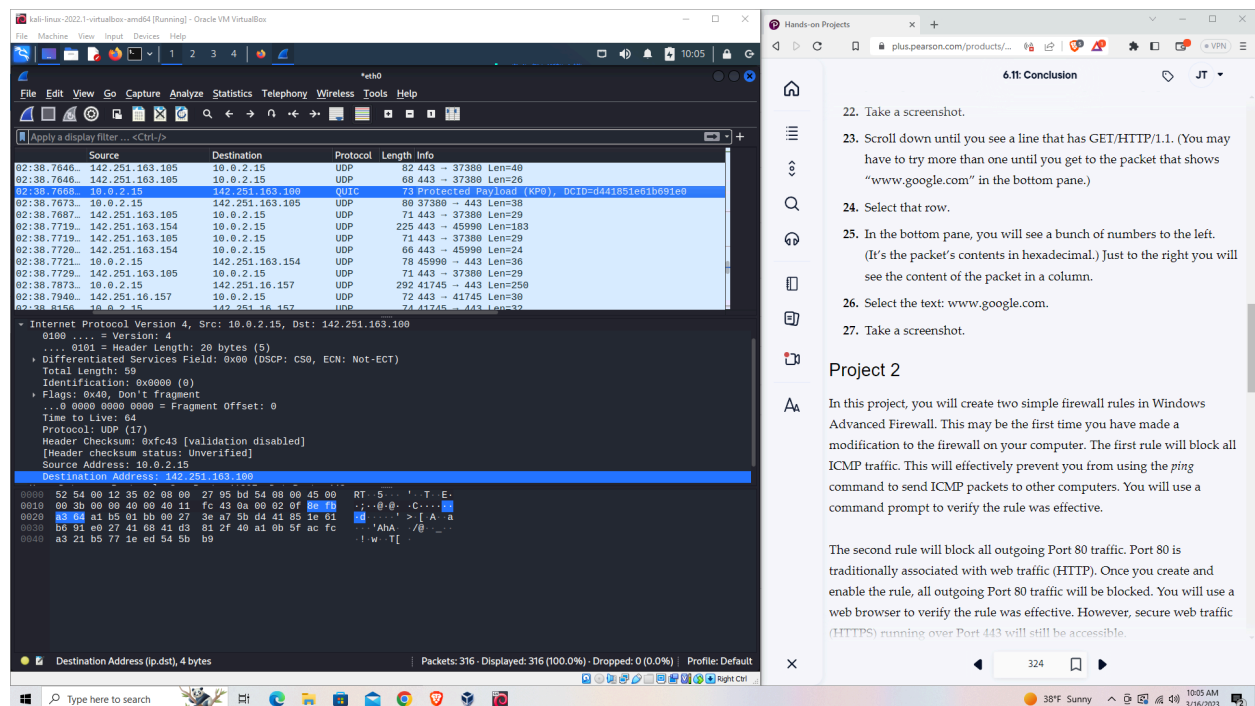 kali-linux-2022.1-virtualbox-amd64 [Running] - Oracle VM VirtualBox
File Machine View Input Devices Help
1 2 3 4 10:05
*eth0
File Edit View Go Capture Analyze Statistics Telephony Wireless Tools Help
Apply a display filter ... <Ctrl-/>
Source Destination Protocol Length Info
02:38.7646… 142.251.163.105 10.0.2.15 UDP 82 443 → 37380 Len=40
02:38.7646… 142.251.163.105 10.0.2.15 UDP 68 443 → 37380 Len=26
02:38.7668… 10.0.2.15 142.251.163.100 QUIC 73 Protected Payload (KP0), DCID=d441851e61b691e0
02:38.7673… 10.0.2.15 142.251.163.105 UDP 80 37380 → 443 Len=38
02:38.7687… 142.251.163.105 10.0.2.15 UDP 71 443 → 37380 Len=29
02:38.7719… 142.251.163.154 10.0.2.15 UDP 225 443 → 45990 Len=183
02:38.7719… 142.251.163.105 10.0.2.15 UDP 71 443 → 37380 Len=29
02:38.7720… 142.251.163.154 10.0.2.15 UDP 66 443 → 45990 Len=24
02:38.7721… 10.0.2.15 142.251.163.154 UDP 78 45990 → 443 Len=36
02:38.7729… 142.251.163.105 10.0.2.15 UDP 71 443 → 37380 Len=29
02:38.7873… 10.0.2.15 142.251.16.157 UDP 292 41745 → 443 Len=250
02:38.7940… 142.251.16.157 10.0.2.15 UDP 72 443 → 41745 Len=30
02:38.8156 10.0.2.15 142.251.16.157 UDP 74 41745 → 443 Len=32
Internet Protocol Version 4, Src: 10.0.2.15, Dst: 142.251.163.100
0100 .... = Version: 4
.... 0101 = Header Length: 20 bytes (5)
Differentiated Services Field: 0x00 (DSCP: CS0, ECN: Not-ECT)
Total Length: 59
Identification: 0x0000 (0)
Flags: 0x40, Don't fragment
...0 0000 0000 0000 = Fragment Offset: 0
Time to Live: 64
Protocol: UDP (17)
Header Checksum: 0xfc43 [validation disabled]
[Header checksum status: Unverified]
Source Address: 10.0.2.15
Destination Address: 142.251.163.100
0000 52 54 00 12 35 02 08 00 27 95 bd 54 08 00 45 00 RT··5··· '··T··E·
0010 00 3b 00 00 40 00 40 11 fc 43 0a 00 02 0f 8e fb ·;··@·@· ·C······
0020 a3 64 a1 b5 01 bb 00 27 3e a7 5b d4 41 85 1e 61 ·d·····' >·[·A··a
0030 b6 91 e0 27 41 68 41 d3 81 2f 40 a1 0b 5f ac fc ···'AhA· ·/@··_··
0040 a3 21 b5 77 1e ed 54 5b b9 ·!·w··T[ ·
Destination Address (ip.dst), 4 bytes Packets: 316 · Displayed: 316 (100.0%) · Dropped: 0 (0.0%) Profile: Default
Right Ctrl
Hands-on Projects
plus.pearson.com/products/... VPN
6.11: Conclusion JT
22. Take a screenshot.
23. Scroll down until you see a line that has GET/HTTP/1.1. (You may
have to try more than one until you get to the packet that shows
“www.google.com” in the bottom pane.)
24. Select that row.
25. In the bottom pane, you will see a bunch of numbers to the left.
(It’s the packet’s contents in hexadecimal.) Just to the right you will
see the content of the packet in a column.
26. Select the text: www.google.com.
27. Take a screenshot.
Project 2
In this project, you will create two simple firewall rules in Windows
Advanced Firewall. This may be the first time you have made a
modification to the firewall on your computer. The first rule will block all
ICMP traffic. This will effectively prevent you from using the ping
command to send ICMP packets to other computers. You will use a
command prompt to verify the rule was effective.
The second rule will block all outgoing Port 80 traffic. Port 80 is
traditionally associated with web traffic (HTTP). Once you create and
enable the rule, all outgoing Port 80 traffic will be blocked. You will use a
web browser to verify the rule was effective. However, secure web traffic
(HTTPS) running over Port 443 will still be accessible.
324
Type here to search
38°F Sunny
10:05 AM
3/16/2023